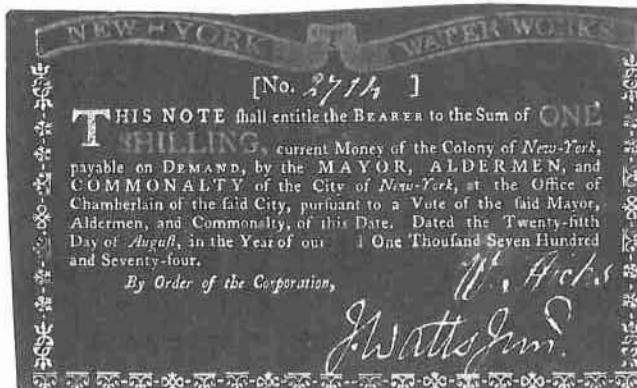 NEW-YORK WATER WORKS
[No. 2714 ]
THIS NOTE ſhall entitle the BEARER to the Sum of ONE
SHILLING, current Money of the Colony of New-York,
payable on DEMAND, by the MAYOR, ALDERMEN, and
COMMONALTY of the City of New-York, at the Office of
Chamberlain of the ſaid City, purſuant to a Vote of the ſaid Mayor,
Aldermen, and Commonalty, of this Date. Dated the Twenty-fifth
Day of Auguſt, in the Year of our One Thouſand Seven Hundred
and Seventy-four.
W. Hicks
By Order of the Corporation,
J. Watts Junr.